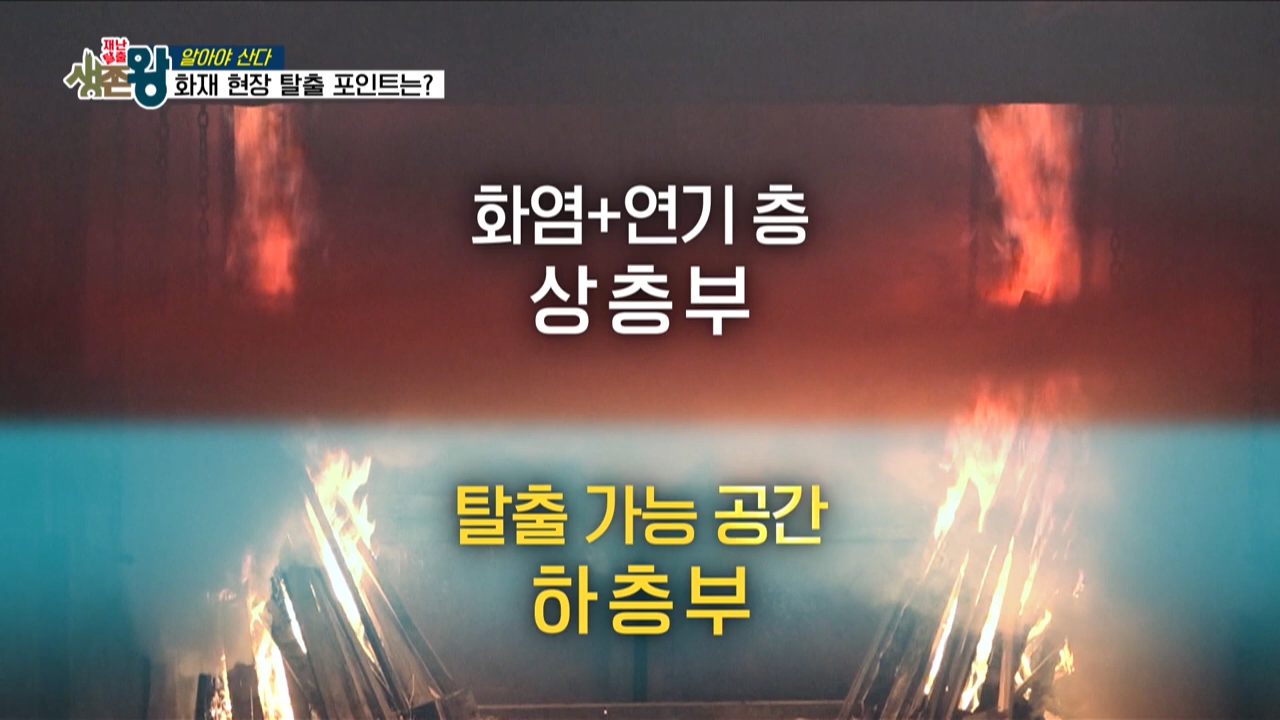 재난탈출
생존왕
알아야 산다
화재 현장 탈출 포인트는?
화염+연기 층
상층부
탈출 가능 공간
하층부